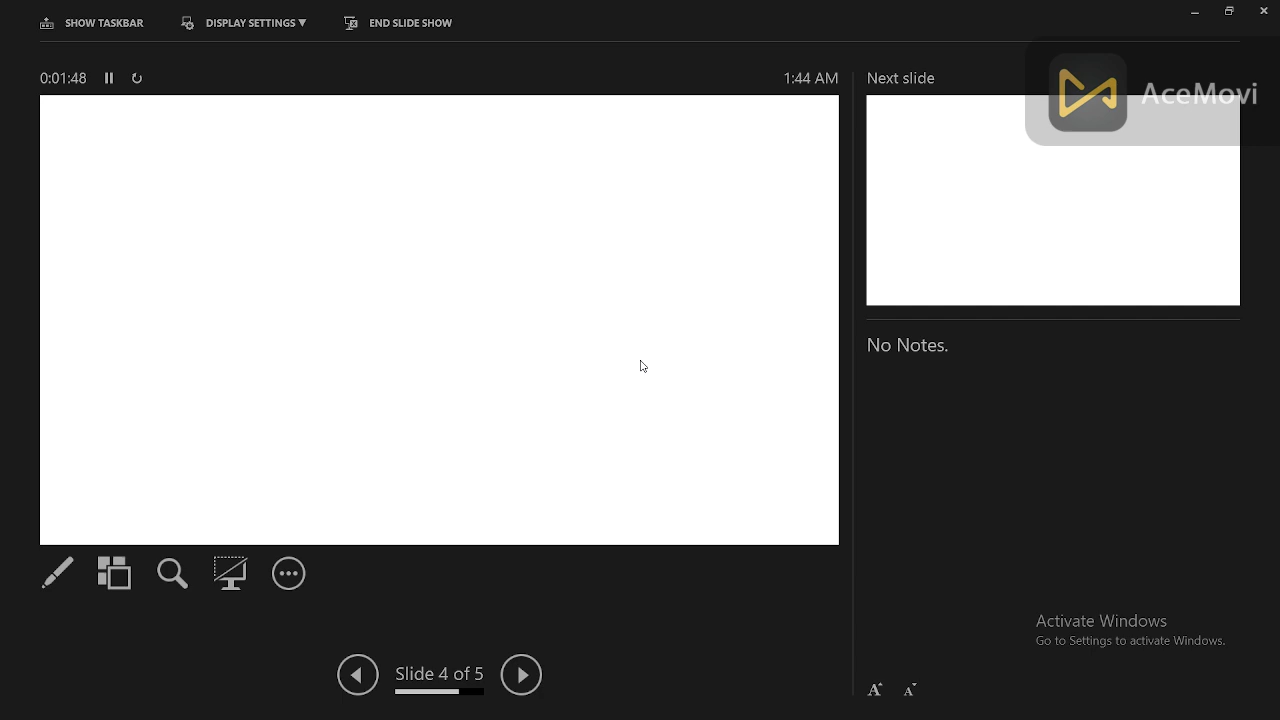 SHOW TASKBAR
DISPLAY SETTINGS ▼
END SLIDE SHOW
0:01:48
1:44 AM
Next slide
AceMovi
No Notes.
Slide 4 of 5
Activate Windows
Go to Settings to activate Windows.
A A